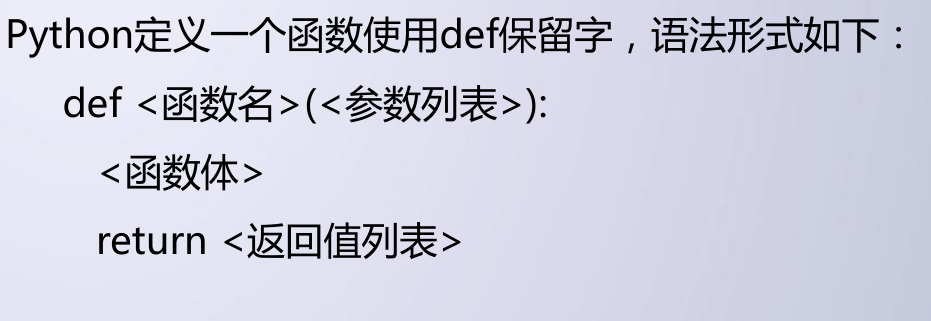 Python定义一个函数使用def保留字，语法形式如下：
def <函数名>(<参数列表>):
<函数体>
return <返回值列表>